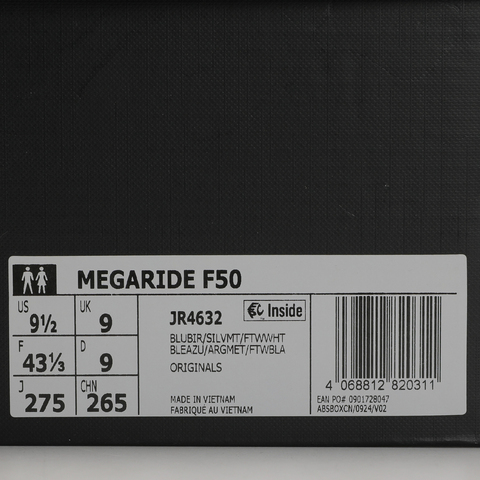 MEGARIDE F50
US 9½ UK 9
F 43⅓ D 9
J 275 CHN 265
JR4632 Inside
BLUBIR/SILVMT/FTWWHT
BLEAZU/ARGMET/FTWBLA
ORIGINALS
MADE IN VIETNAM
FABRIQUÉ AU VIETNAM
4 068812 820311
EAN PO# 0901728047
ABSBOXCN/0924/V02